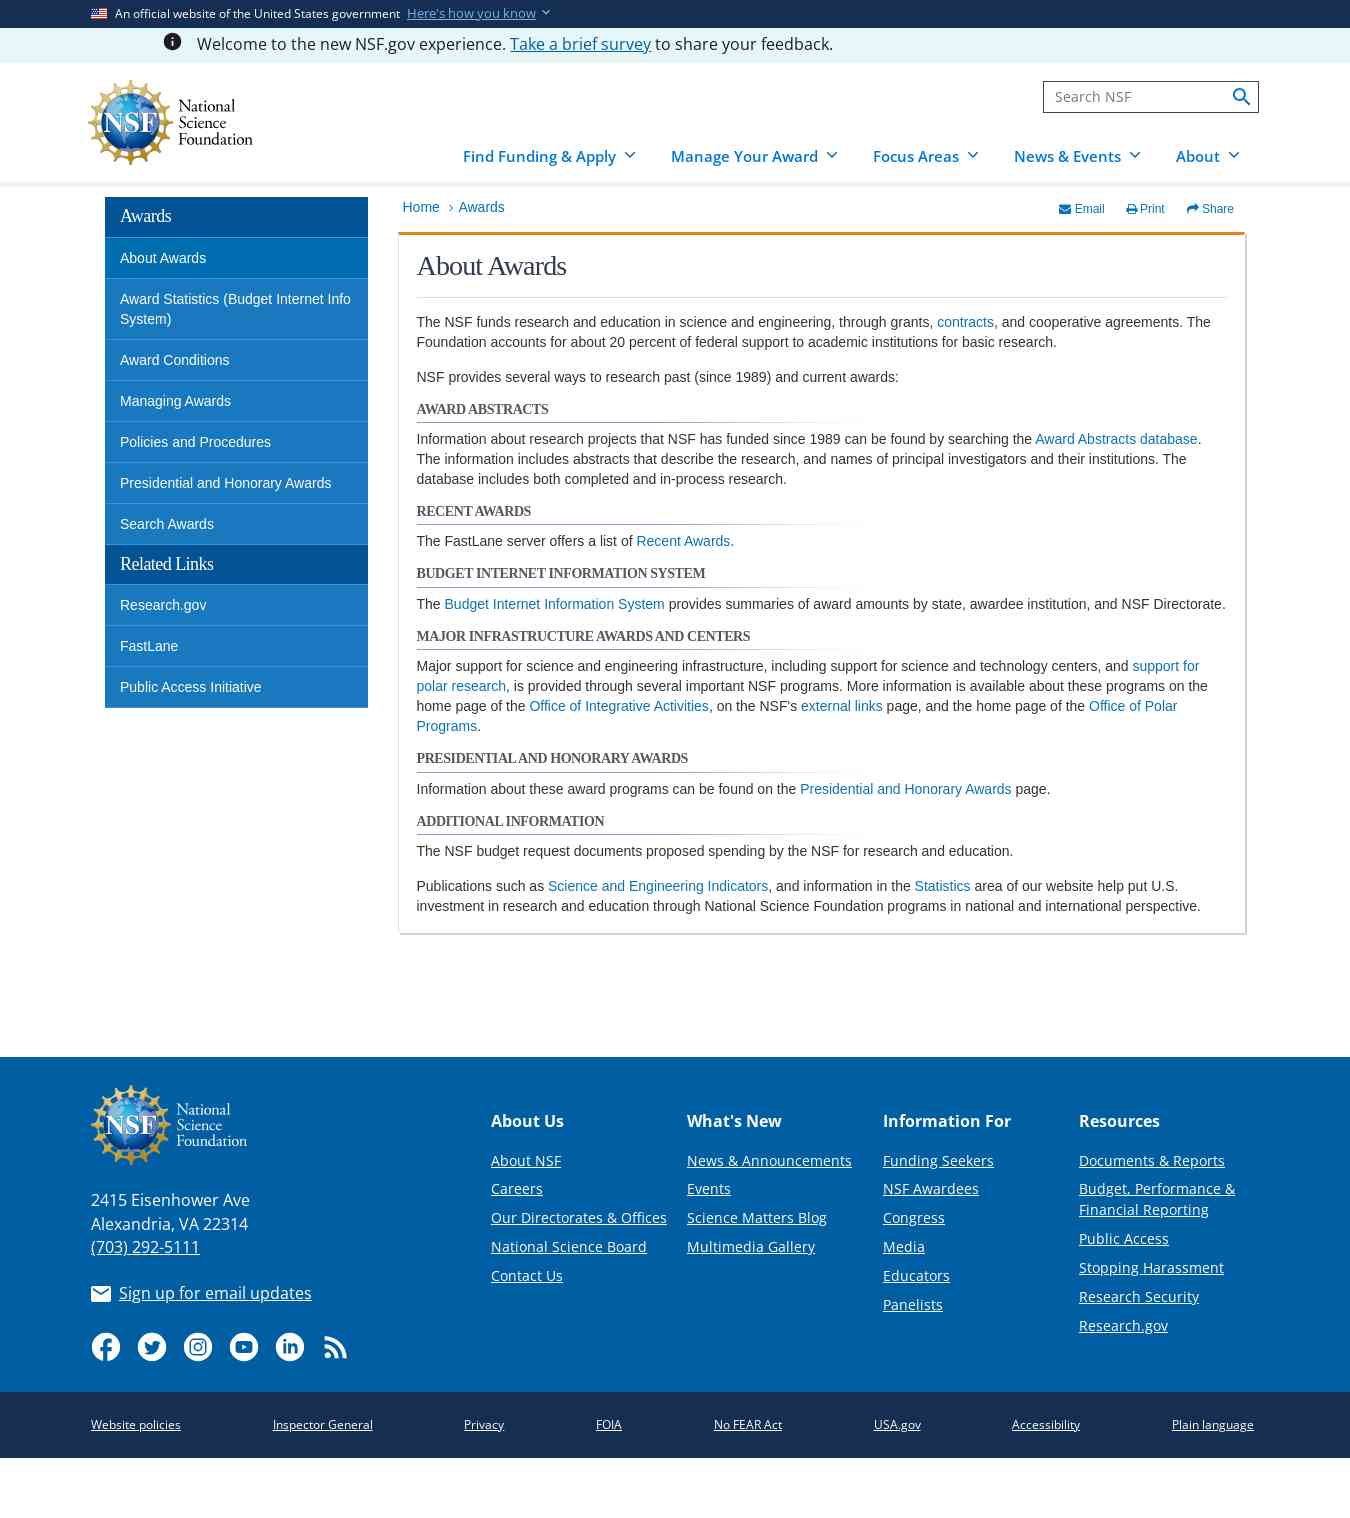 An official website of the United States government Here's how you know
Welcome to the new NSF.gov experience. Take a brief survey to share your feedback.
NSF
National
Science
Foundation
Search NSF
Find Funding & Apply
Manage Your Award
Focus Areas
News & Events
About
Awards
About Awards
Award Statistics (Budget Internet Info
System)
Award Conditions
Managing Awards
Policies and Procedures
Presidential and Honorary Awards
Search Awards
Related Links
Research.gov
FastLane
Public Access Initiative
Home › Awards
Email
Print
Share
About Awards
The NSF funds research and education in science and engineering, through grants, contracts, and cooperative agreements. The
Foundation accounts for about 20 percent of federal support to academic institutions for basic research.
NSF provides several ways to research past (since 1989) and current awards:
AWARD ABSTRACTS
Information about research projects that NSF has funded since 1989 can be found by searching the Award Abstracts database.
The information includes abstracts that describe the research, and names of principal investigators and their institutions. The
database includes both completed and in-process research.
RECENT AWARDS
The FastLane server offers a list of Recent Awards.
BUDGET INTERNET INFORMATION SYSTEM
The Budget Internet Information System provides summaries of award amounts by state, awardee institution, and NSF Directorate.
MAJOR INFRASTRUCTURE AWARDS AND CENTERS
Major support for science and engineering infrastructure, including support for science and technology centers, and support for
polar research, is provided through several important NSF programs. More information is available about these programs on the
home page of the Office of Integrative Activities, on the NSF's external links page, and the home page of the Office of Polar
Programs.
PRESIDENTIAL AND HONORARY AWARDS
Information about these award programs can be found on the Presidential and Honorary Awards page.
ADDITIONAL INFORMATION
The NSF budget request documents proposed spending by the NSF for research and education.
Publications such as Science and Engineering Indicators, and information in the Statistics area of our website help put U.S.
investment in research and education through National Science Foundation programs in national and international perspective.
NSF
National
Science
Foundation
2415 Eisenhower Ave
Alexandria, VA 22314
(703) 292-5111
Sign up for email updates
About Us
About NSF
Careers
Our Directorates & Offices
National Science Board
Contact Us
What's New
News & Announcements
Events
Science Matters Blog
Multimedia Gallery
Information For
Funding Seekers
NSF Awardees
Congress
Media
Educators
Panelists
Resources
Documents & Reports
Budget, Performance &
Financial Reporting
Public Access
Stopping Harassment
Research Security
Research.gov
Website policies
Inspector General
Privacy
FOIA
No FEAR Act
USA.gov
Accessibility
Plain language